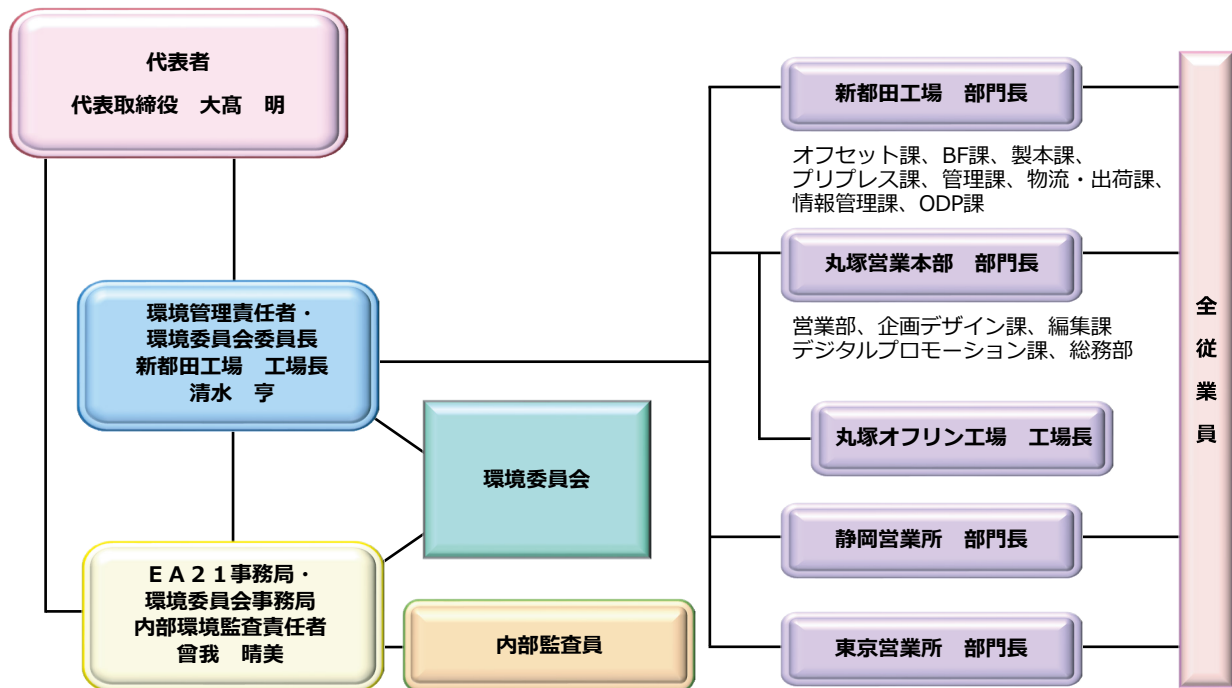 代表者
代表取締役　大髙　明
環境管理責任者・
環境委員会委員長
新都田工場　工場長
清水　亨
環境委員会
ＥＡ２１事務局・
環境委員会事務局
内部環境監査責任者
曾我　晴美
内部監査員
新都田工場　部門長
オフセット課、BF課、製本課、
プリプレス課、管理課、物流・出荷課、
情報管理課、ODP課
丸塚営業本部　部門長
営業部、企画デザイン課、編集課
デジタルプロモーション課、総務部
丸塚オフリン工場　工場長
静岡営業所　部門長
東京営業所　部門長
全従業員